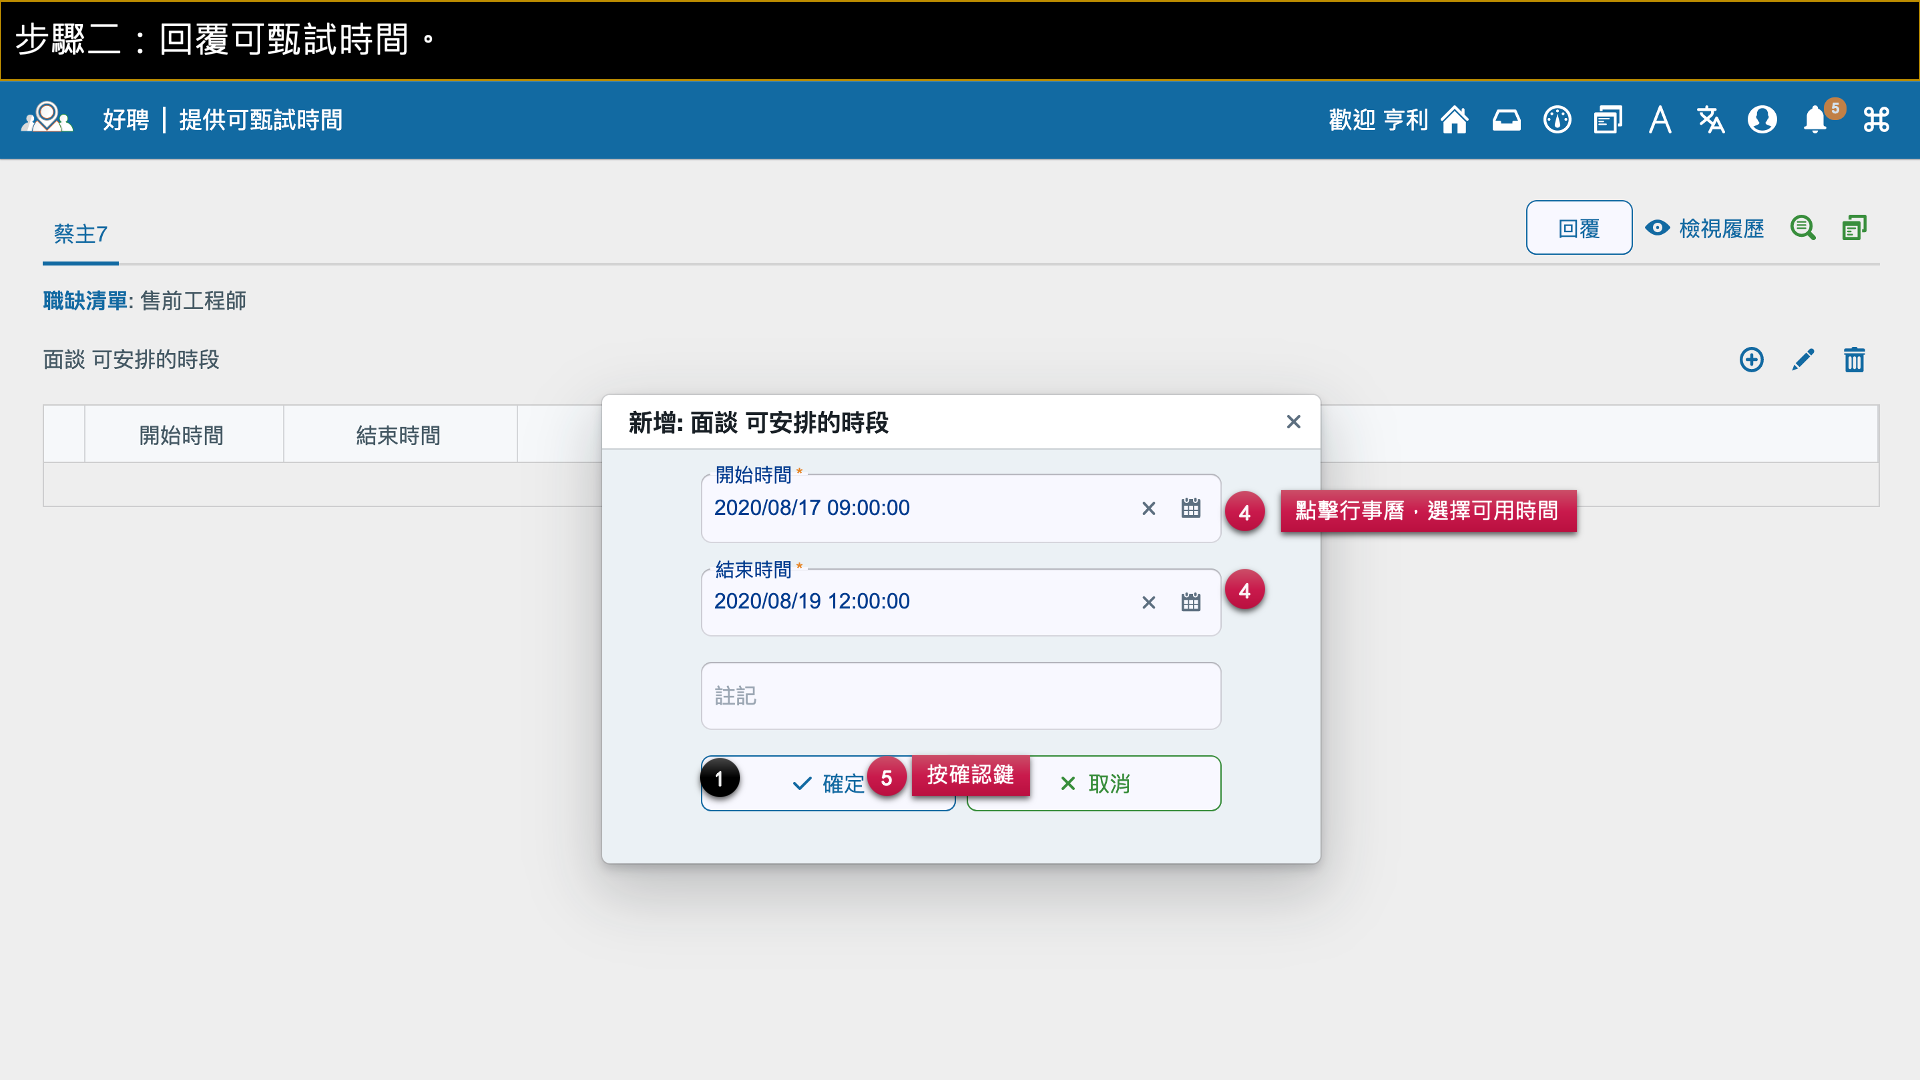 步驟二：回覆可甄試時間。
好聘 | 提供可甄試時間
歡迎 亨利
5
蔡主7
回覆
檢視履歷
職缺清單: 售前工程師
面談 可安排的時段
開始時間
結束時間
新增: 面談 可安排的時段
開始時間 *
2020/08/17 09:00:00
4
點擊行事曆，選擇可用時間
結束時間 *
2020/08/19 12:00:00
4
註記
1
確定
5
按確認鍵
取消